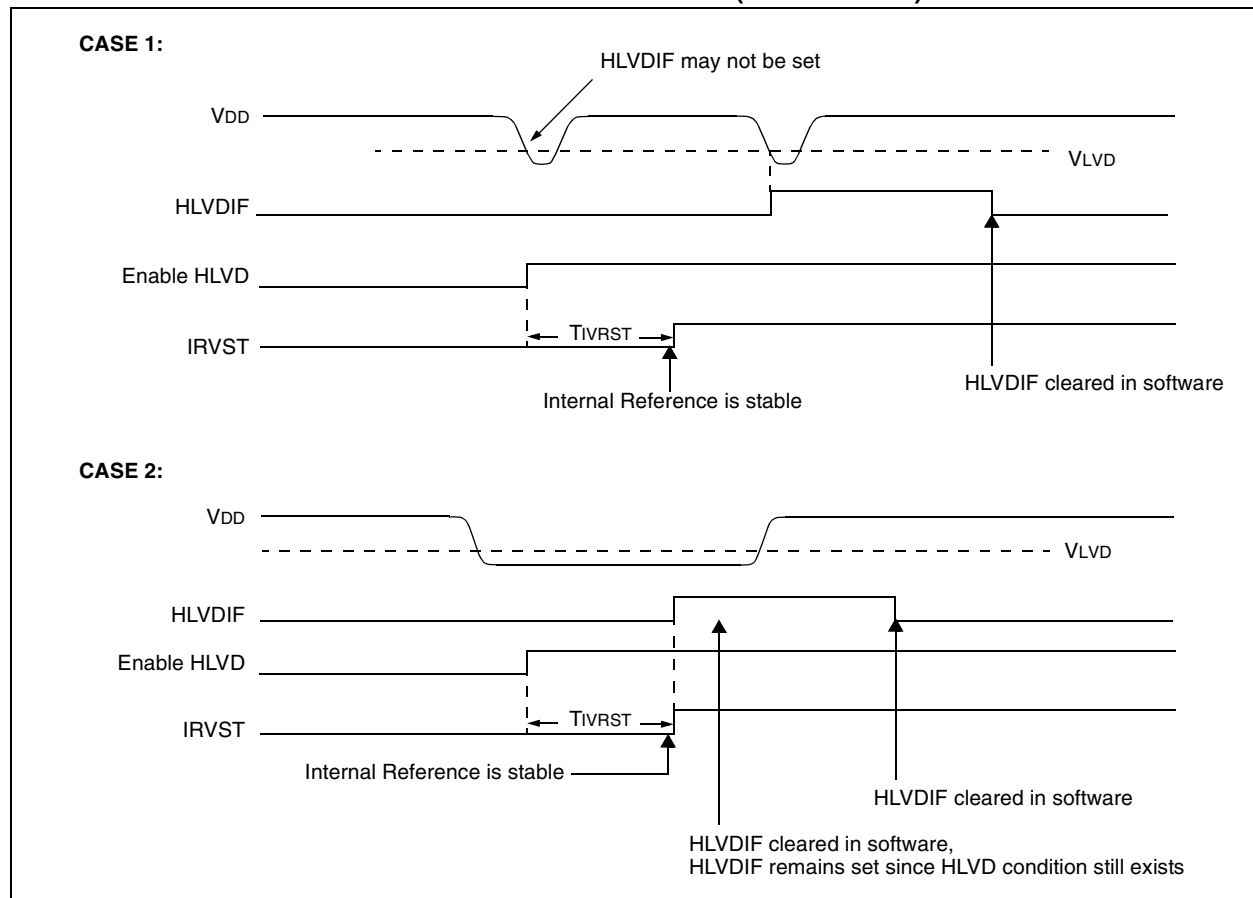 CASE 1:
HLVDIF may not be set
VDD
VLVD
HLVDIF
Enable HLVD
TIVRST
IRVST
HLVDIF cleared in software
Internal Reference is stable
CASE 2:
VDD
VLVD
HLVDIF
Enable HLVD
TIVRST
IRVST
Internal Reference is stable
HLVDIF cleared in software
HLVDIF cleared in software,
HLVDIF remains set since HLVD condition still exists